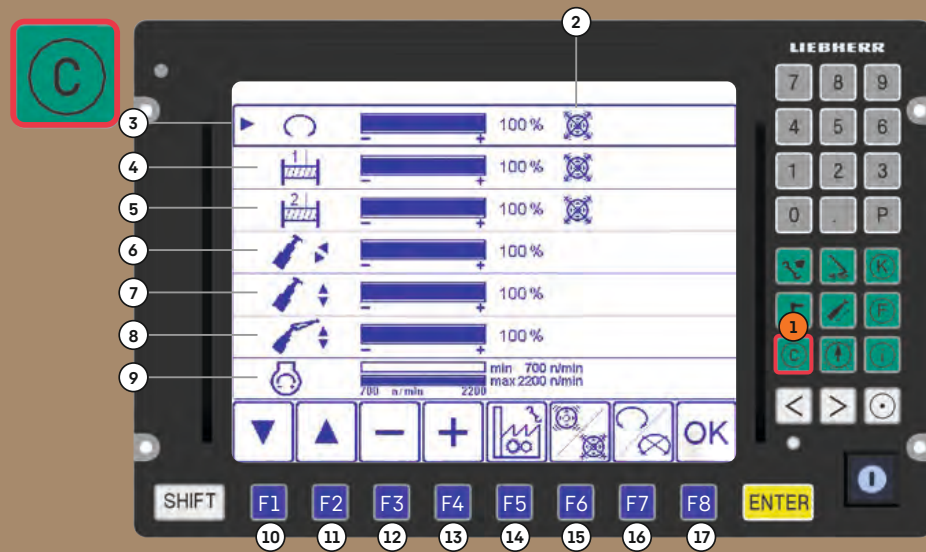 C
LIEBHERR
2
7 8 9
3
100 %
- +
4 5 6
4
1
100 %
- +
1 2 3
5
2
100 %
- +
0 . P
6
100 %
- +
K
7
100 %
- +
F
1
8
100 %
- +
C
i
9
min 700 n/min
max 2200 n/min
700 n/min 2200
< >
− + OK
SHIFT F1 F2 F3 F4 F5 F6 F7 F8 ENTER
10 11 12 13 14 15 16 17